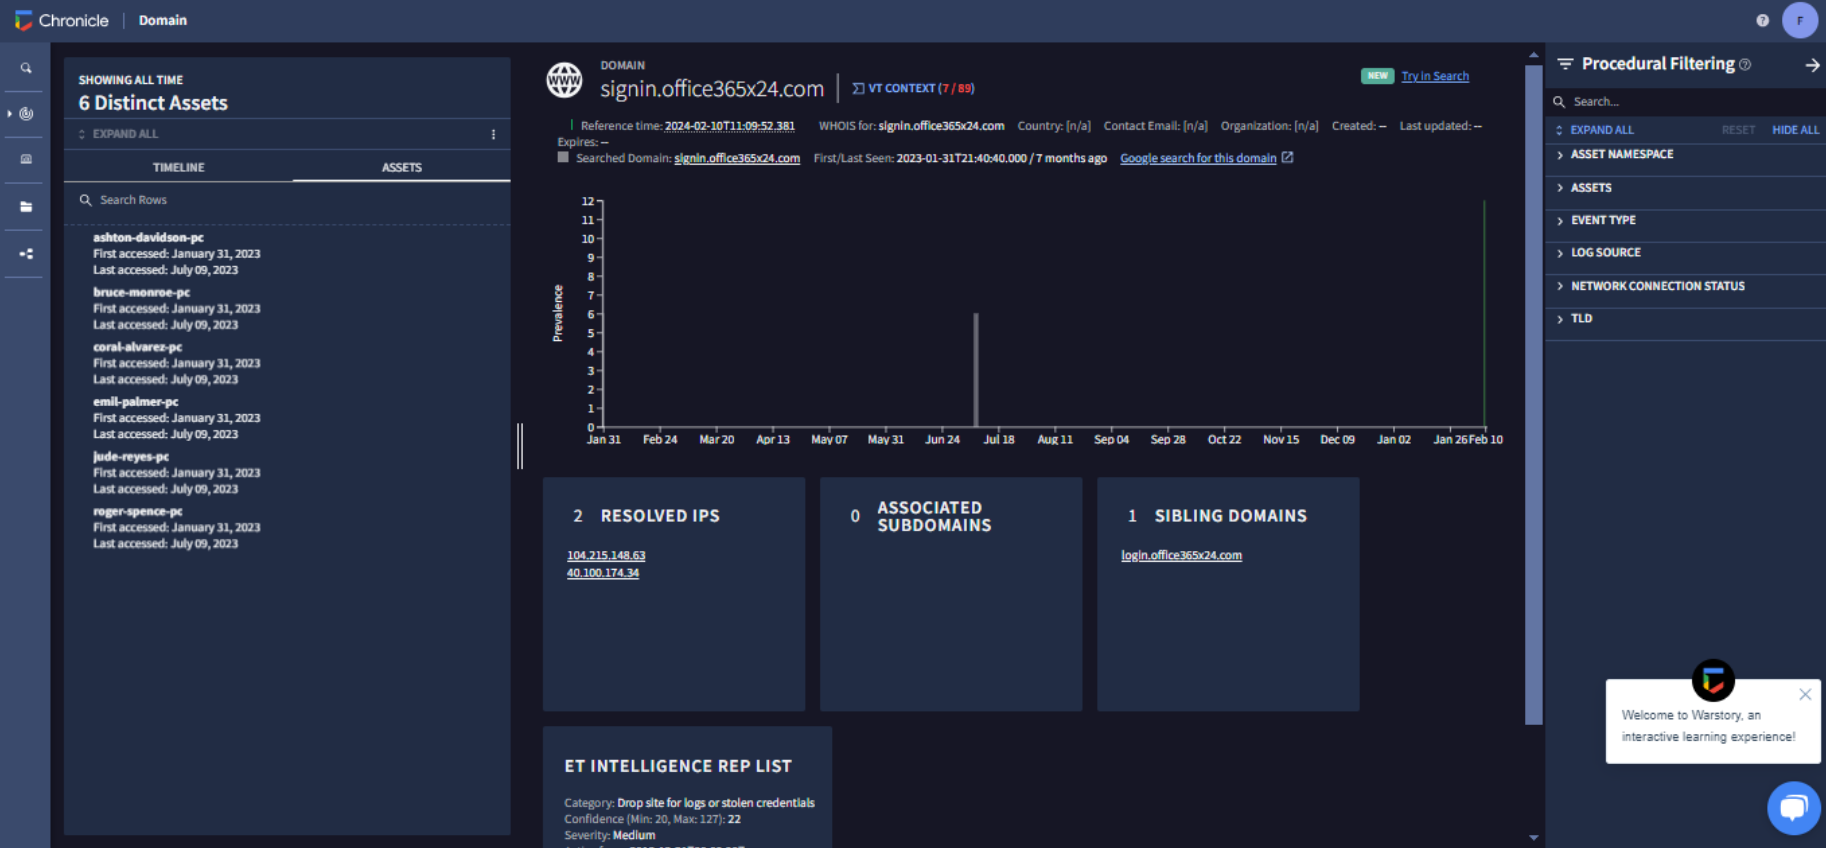 Chronicle | Domain
? F
SHOWING ALL TIME
6 Distinct Assets
EXPAND ALL
TIMELINE ASSETS
Search Rows
ashton-davidson-pc
First accessed: January 31, 2023
Last accessed: July 09, 2023
bruce-monroe-pc
First accessed: January 31, 2023
Last accessed: July 09, 2023
coral-alvarez-pc
First accessed: January 31, 2023
Last accessed: July 09, 2023
emil-palmer-pc
First accessed: January 31, 2023
Last accessed: July 09, 2023
jude-reyes-pc
First accessed: January 31, 2023
Last accessed: July 09, 2023
roger-spence-pc
First accessed: January 31, 2023
Last accessed: July 09, 2023
WWW
DOMAIN
signin.office365x24.com
VT CONTEXT (7 / 89)
NEW Try in Search
Reference time: 2024-02-10T11:09:52.381 WHOIS for: signin.office365x24.com Country: [n/a] Contact Email: [n/a] Organization: [n/a] Created: -- Last updated: --
Expires: --
Searched Domain: signin.office365x24.com First/Last Seen: 2023-01-31T21:40:40.000 / 7 months ago Google search for this domain
Prevalence
12
11
10
9
8
7
6
5
4
3
2
1
0
Jan 31 Feb 24 Mar 20 Apr 13 May 07 May 31 Jun 24 Jul 18 Aug 11 Sep 04 Sep 28 Oct 22 Nov 15 Dec 09 Jan 02 Jan 26 Feb 10
2 RESOLVED IPS
104.215.148.63
40.100.174.34
0 ASSOCIATED
SUBDOMAINS
1 SIBLING DOMAINS
login.office365x24.com
ET INTELLIGENCE REP LIST
Category: Drop site for logs or stolen credentials
Confidence (Min: 20, Max: 127): 22
Severity: Medium
Procedural Filtering ?
Search...
EXPAND ALL RESET HIDE ALL
ASSET NAMESPACE
ASSETS
EVENT TYPE
LOG SOURCE
NETWORK CONNECTION STATUS
TLD
Welcome to Warstory, an
interactive learning experience!